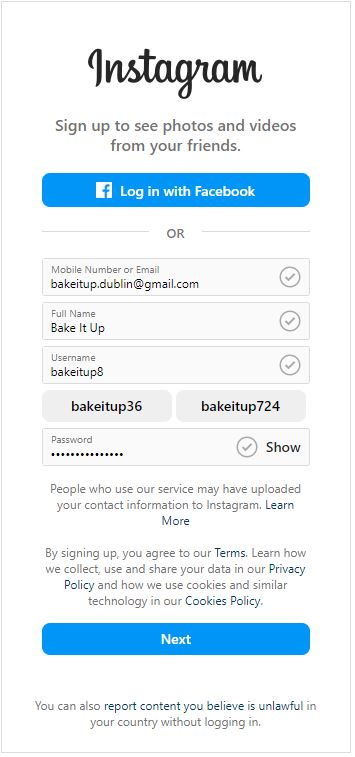 Instagram
Sign up to see photos and videos
from your friends.
Log in with Facebook
OR
Mobile Number or Email
bakeitup.dublin@gmail.com
Full Name
Bake It Up
Username
bakeitup8
bakeitup36 bakeitup724
Password
•••••••••••••••
Show
People who use our service may have uploaded
your contact information to Instagram. Learn
More
By signing up, you agree to our Terms. Learn how
we collect, use and share your data in our Privacy
Policy and how we use cookies and similar
technology in our Cookies Policy.
Next
You can also report content you believe is unlawful in
your country without logging in.